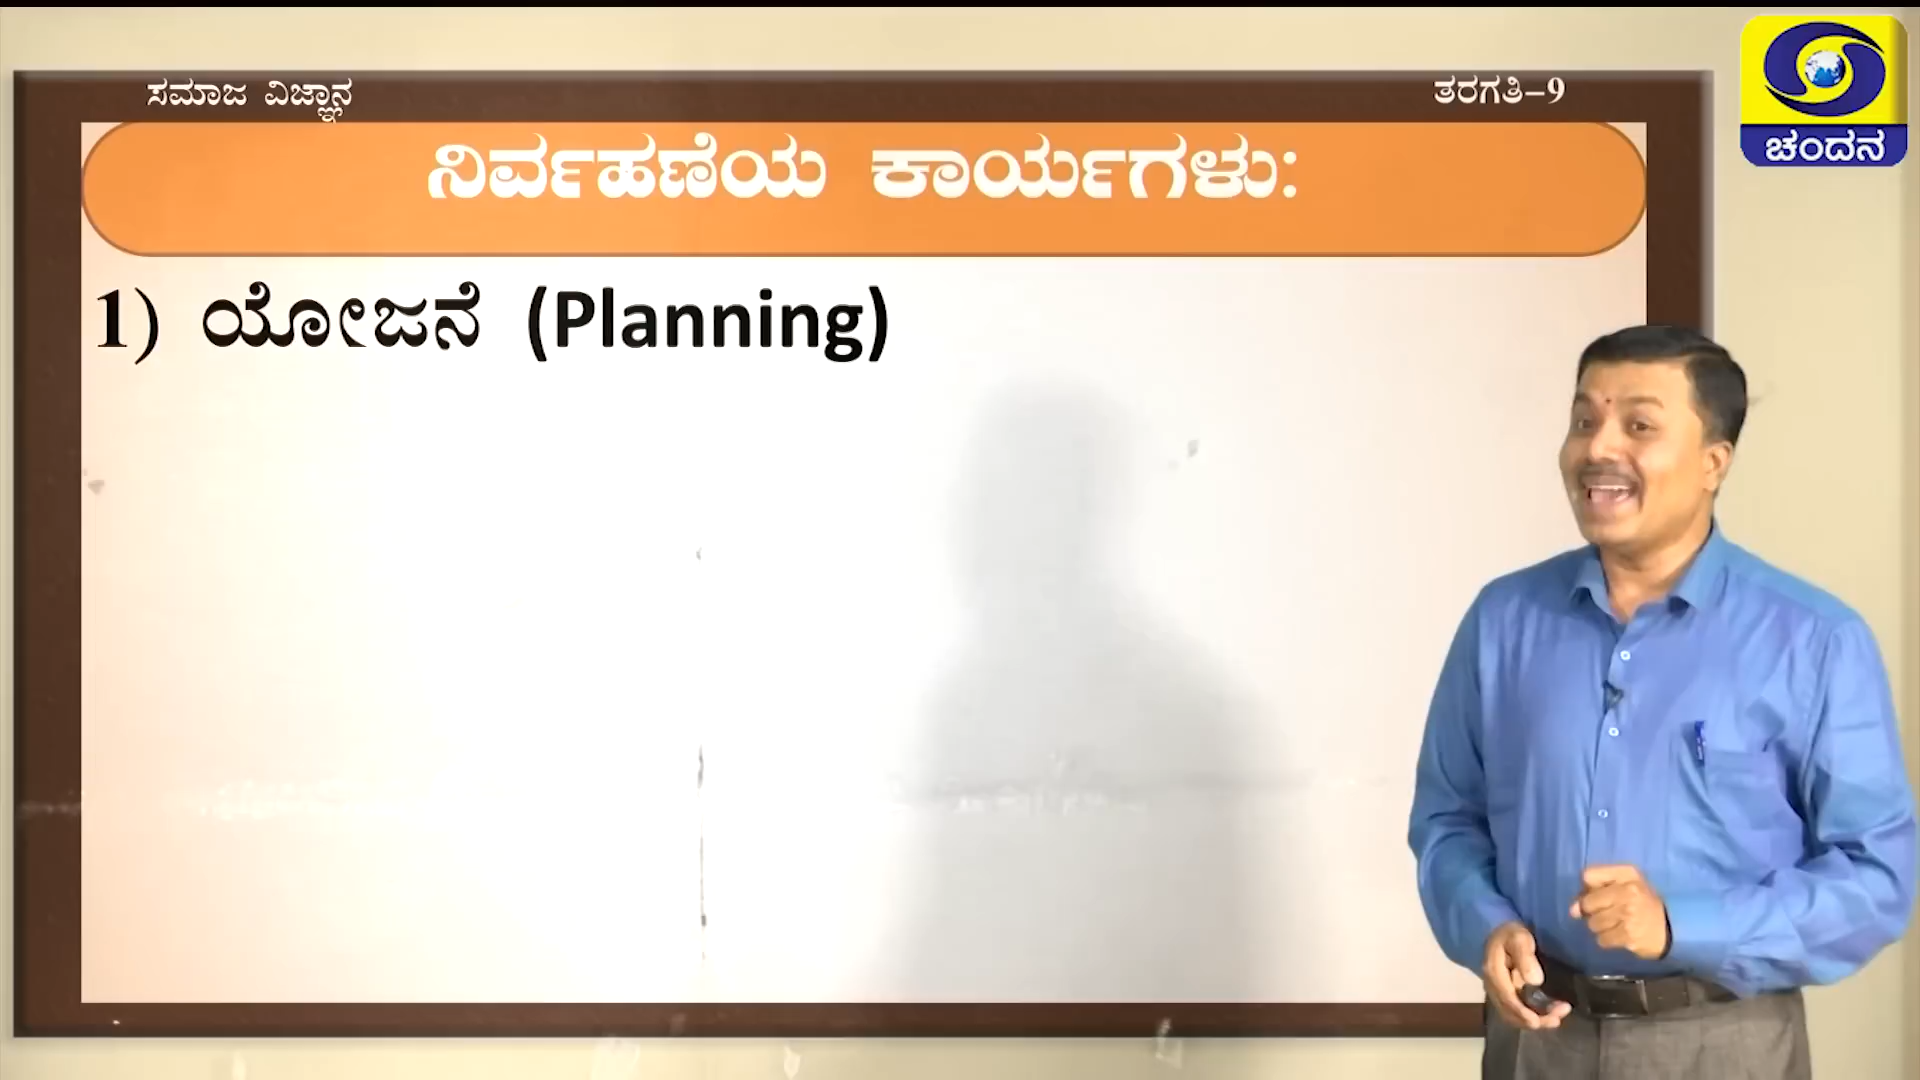 ಸಮಾಜ ವಿಜ್ಞಾನ
ತರಗತಿ-9
ಚಂದನ
ನಿರ್ವಹಣೆಯ ಕಾರ್ಯಗಳು:
1) ಯೋಜನೆ (Planning)